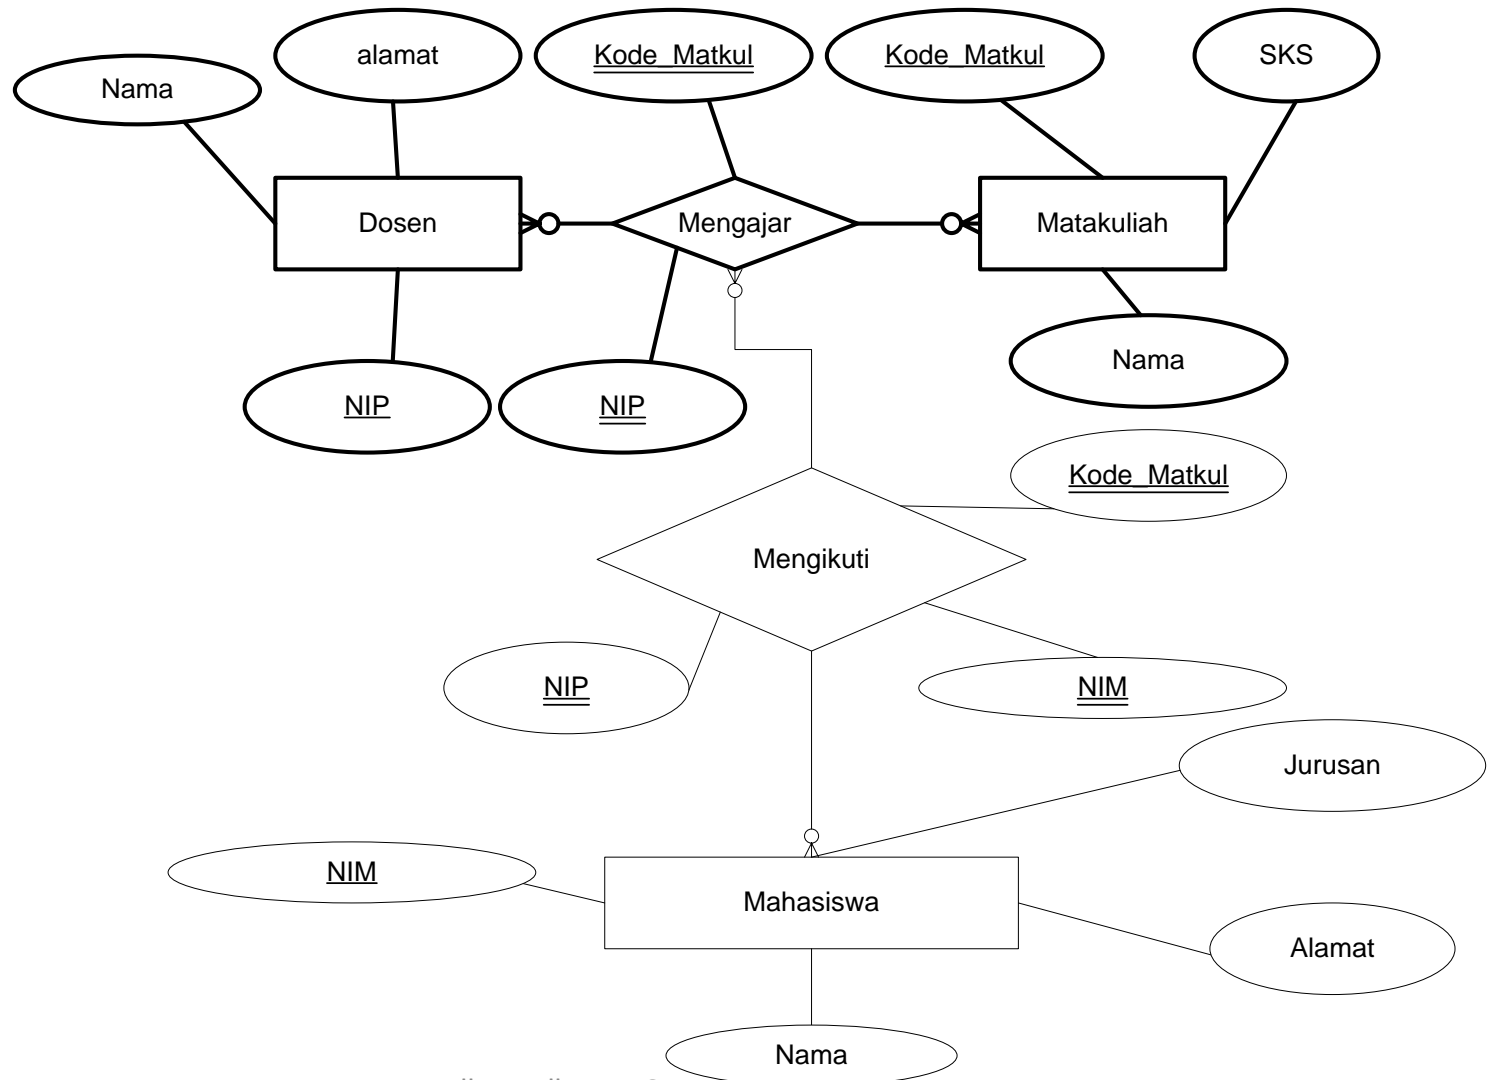 alamat
Kode_Matkul
Kode_Matkul
SKS
Nama
Dosen
Mengajar
Matakuliah
Nama
NIP
NIP
Kode_Matkul
Mengikuti
NIP
NIM
Jurusan
NIM
Mahasiswa
Alamat
Nama